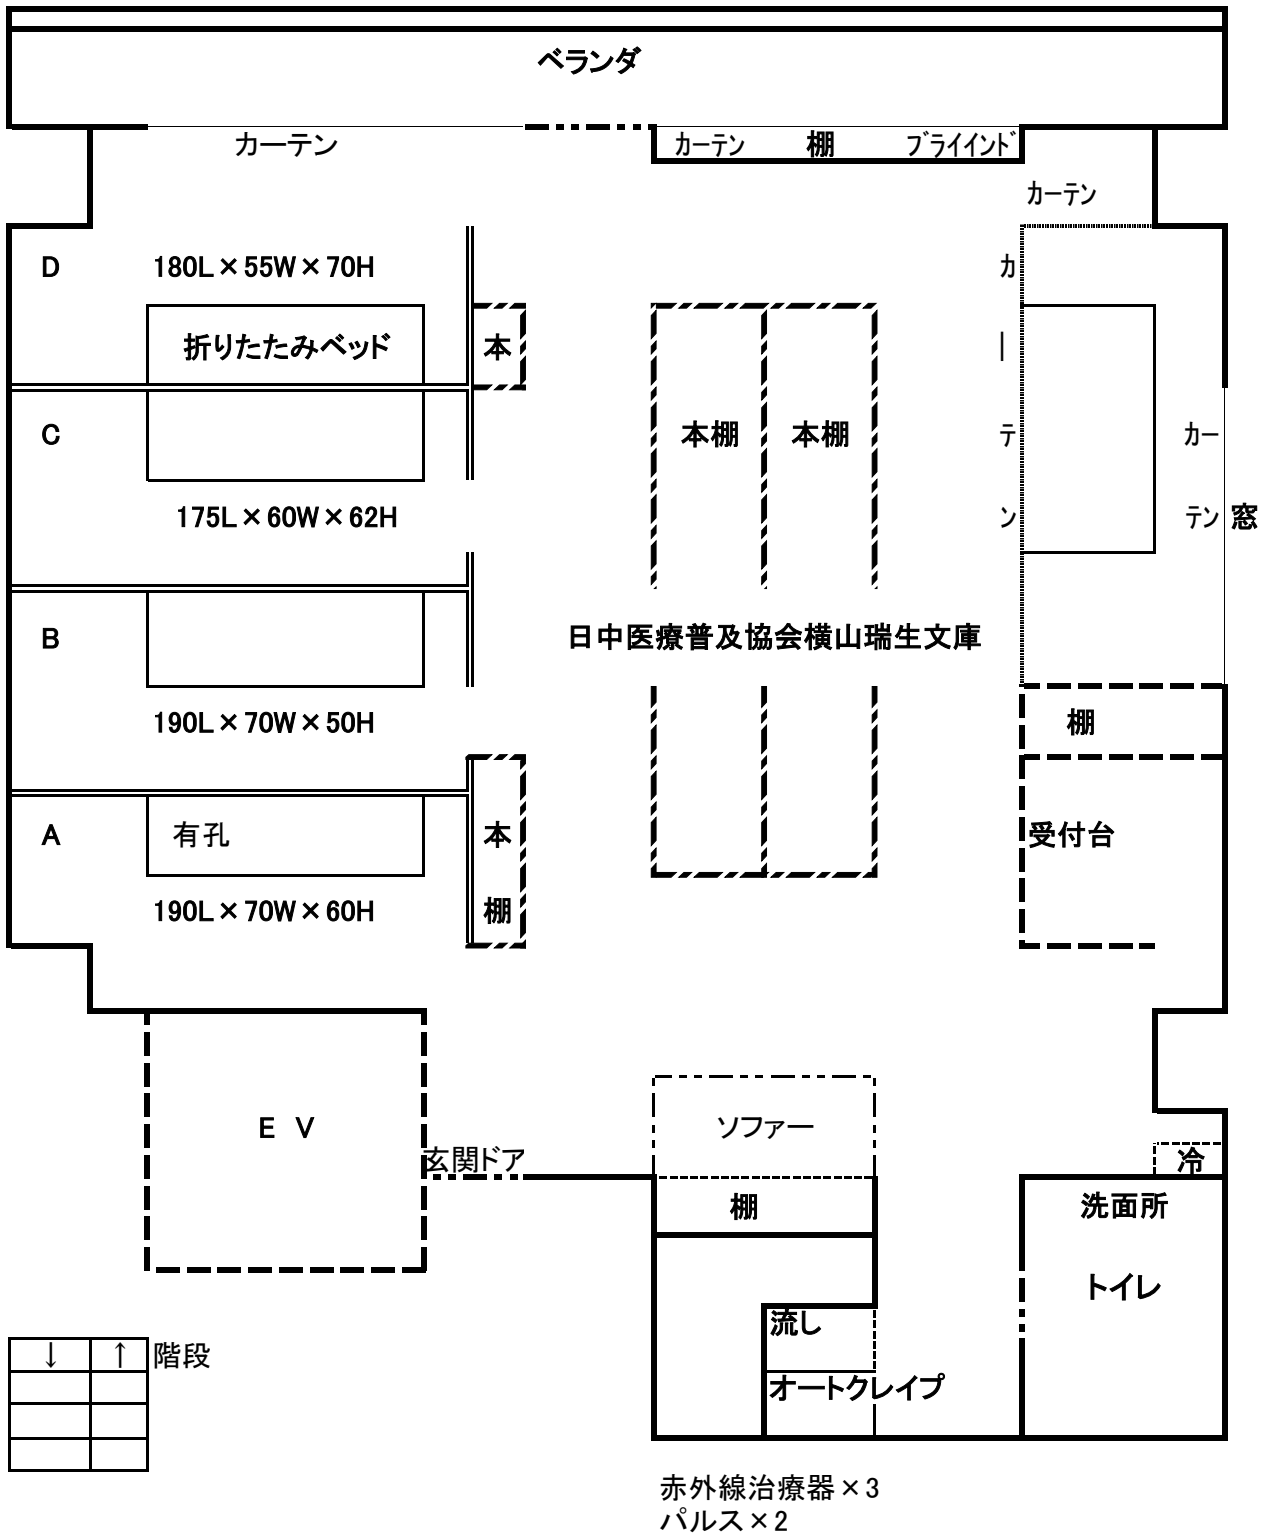 ベランダ
カーテン
カーテン 棚 ブライインド
カーテン
D 180L×55W×70H
折りたたみベッド
本
カーテン
C
本棚 本棚
カーテン
175L×60W×62H
窓
B
日中医療普及協会横山瑞生文庫
190L×70W×50H
棚
A 有孔
本棚
受付台
190L×70W×60H
EV
ソファー
玄関ドア
冷
棚
洗面所
トイレ
流し
↓ ↑ 階段
オートクレイプ
赤外線治療器×3
パルス×2